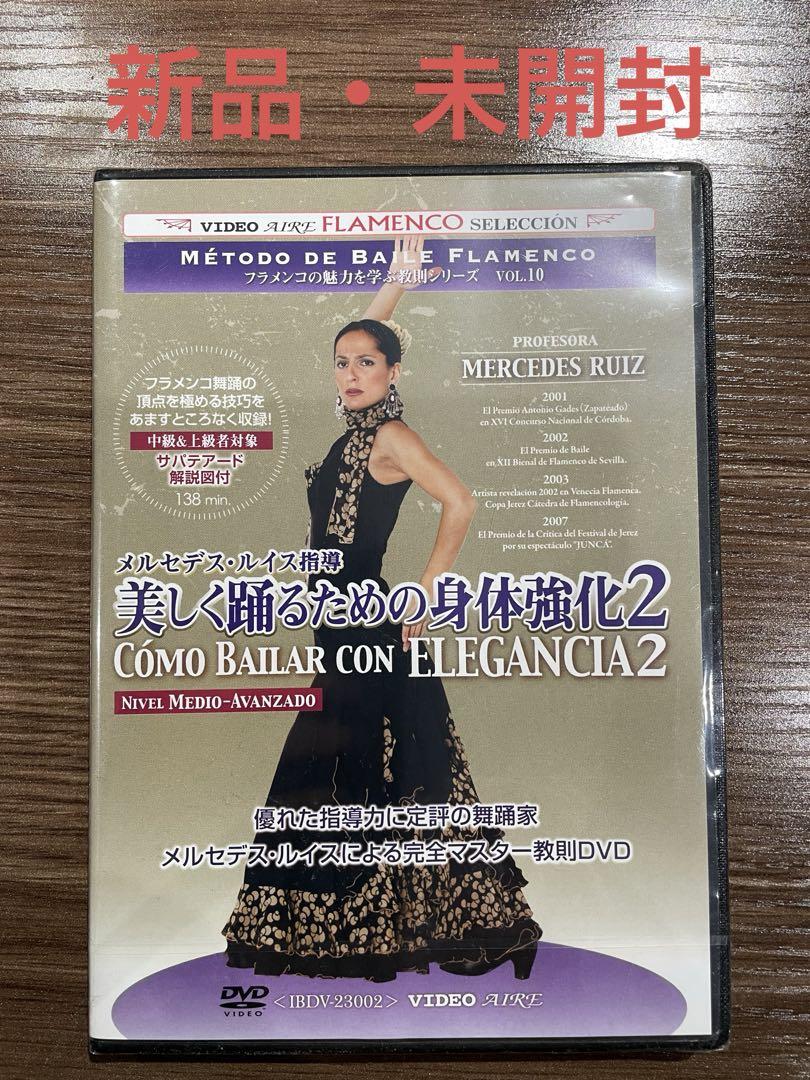 新品・未開封
VIDEO AIRE FLAMENCO SELECCIÓN
MÉTODO DE BAILE FLAMENCO
フラメンコの魅力を学ぶ教則シリーズ VOL.10
PROFESORA
MERCEDES RUIZ
2001
El Premio Antonio Gades (Zapateado)
en XVI Concurso Nacional de Córdoba.
2002
El Premio de Baile
en XII Bienal de Flamenco de Sevilla.
2003
Artista revelación 2002 en Venecia Flamenca.
Copa Jerez Cátedra de Flamencología.
2007
El Premio de la Crítica del Festival de Jerez
por su espectáculo "JUNCÁ".
フラメンコ舞踊の
頂点を極める技巧を
あますところなく収録!
中級&上級者対象
サパテアード
解説図付
138 min.
メルセデス・ルイス指導
美しく踊るための身体強化2
CÓMO BAILAR CON ELEGANCIA2
NIVEL MEDIO-AVANZADO
優れた指導力に定評の舞踊家
メルセデス・ルイスによる完全マスター教則DVD
DVD
VIDEO
<IBDV-23002> VIDEO AIRE